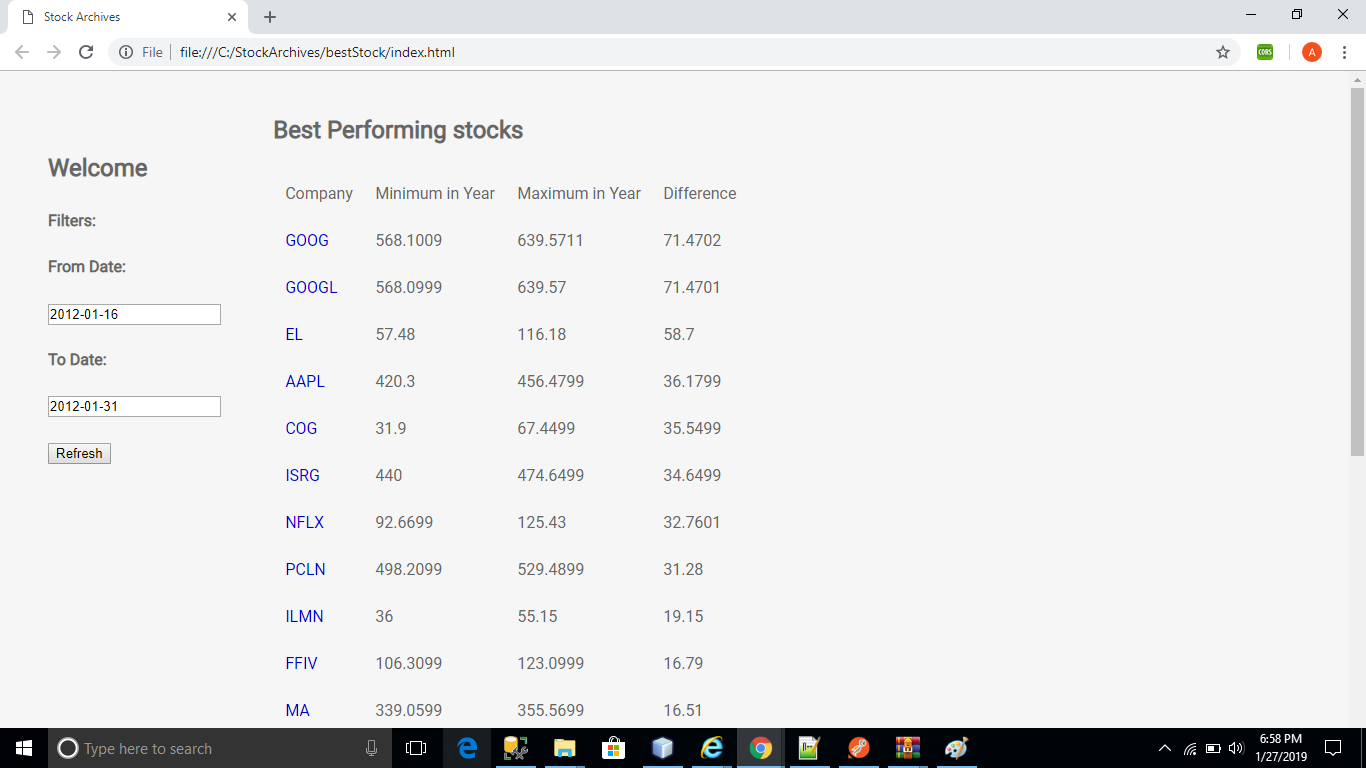 Stock Archives
File file:///C:/StockArchives/bestStock/index.html
CORS
A
Welcome
Filters:
From Date:
2012-01-16
To Date:
2012-01-31
Refresh
Best Performing stocks
Company Minimum in Year Maximum in Year Difference
GOOG 568.1009 639.5711 71.4702
GOOGL 568.0999 639.57 71.4701
EL 57.48 116.18 58.7
AAPL 420.3 456.4799 36.1799
COG 31.9 67.4499 35.5499
ISRG 440 474.6499 34.6499
NFLX 92.6699 125.43 32.7601
PCLN 498.2099 529.4899 31.28
ILMN 36 55.15 19.15
FFIV 106.3099 123.0999 16.79
MA 339.0599 355.5699 16.51
Type here to search
6:58 PM
1/27/2019